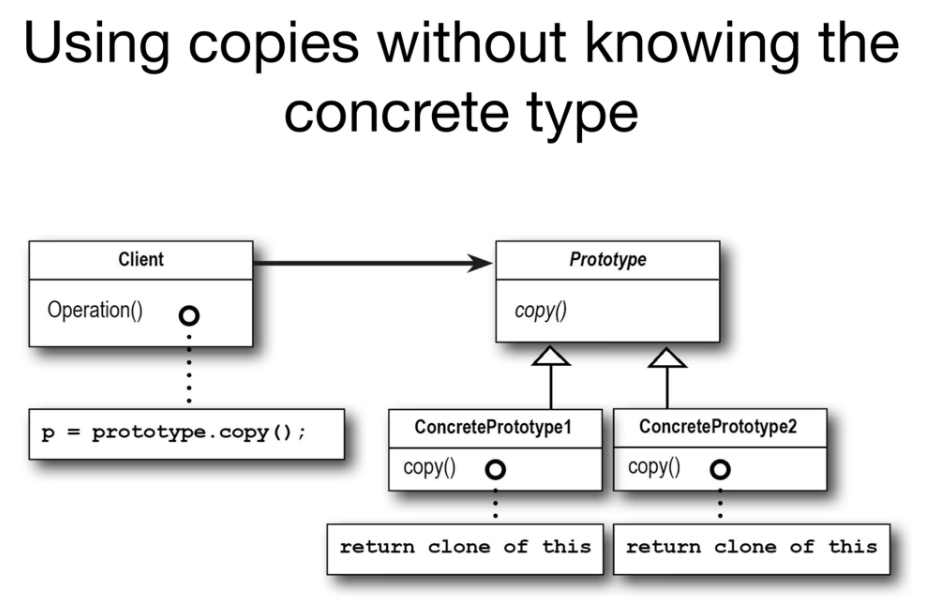 Using copies without knowing the
concrete type
Client
Operation()
p = prototype.copy();
Prototype
copy()
ConcretePrototype1
copy()
return clone of this
ConcretePrototype2
copy()
return clone of this